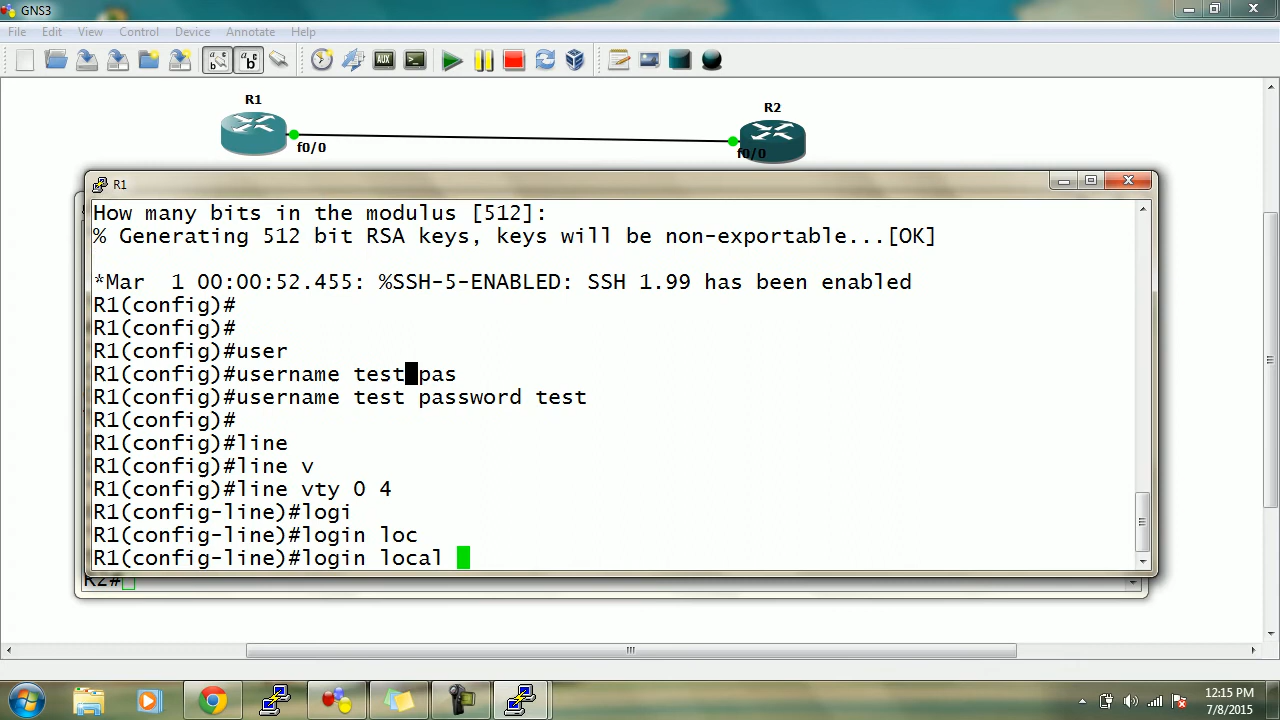 GNS3
File Edit View Control Device Annotate Help
R1
R2
f0/0
f0/0
R1
How many bits in the modulus [512]:
% Generating 512 bit RSA keys, keys will be non-exportable...[OK]
*Mar  1 00:00:52.455: %SSH-5-ENABLED: SSH 1.99 has been enabled
R1(config)#
R1(config)#
R1(config)#user
R1(config)#username test pas
R1(config)#username test password test
R1(config)#
R1(config)#line
R1(config)#line v
R1(config)#line vty 0 4
R1(config-line)#logi
R1(config-line)#login loc
R1(config-line)#login local
R2#
12:15 PM
7/8/2015